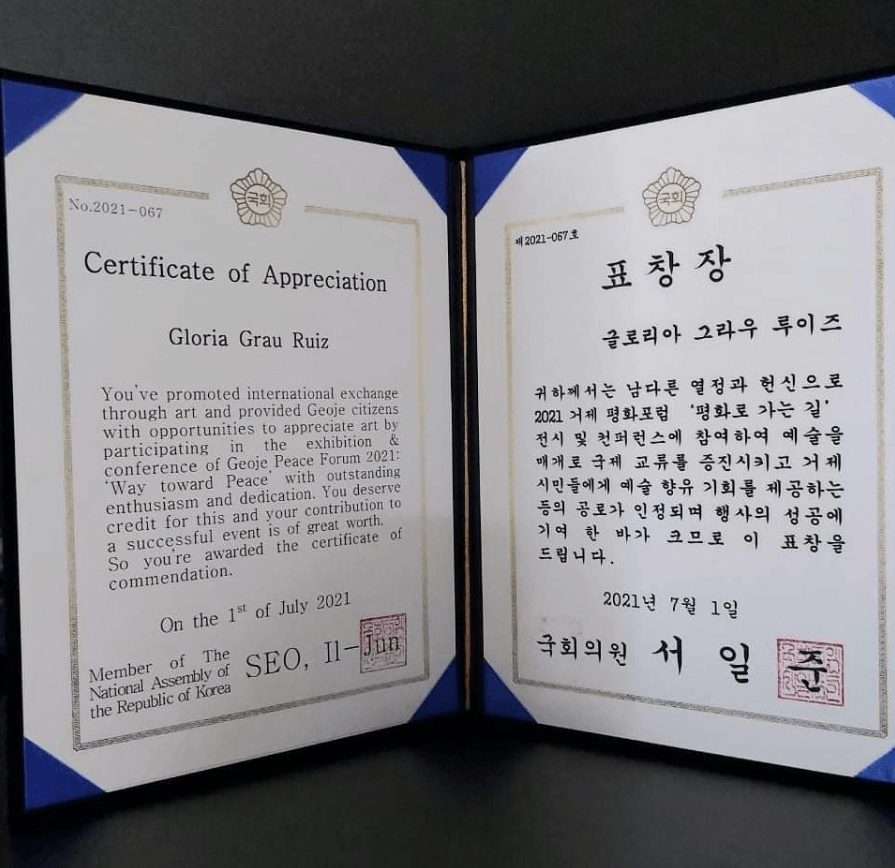 국회
No.2021-067
Certificate of Appreciation
Gloria Grau Ruiz
You've promoted international exchange
through art and provided Geoje citizens
with opportunities to appreciate art by
participating in the exhibition &
conference of Geoje Peace Forum 2021:
'Way toward Peace' with outstanding
enthusiasm and dedication. You deserve
credit for this and your contribution to
a successful event is of great worth.
So you're awarded the certificate of
commendation.
On the 1st of July 2021
Member of The
National Assembly of
the Republic of Korea
SEO, Il-Jun
국회
제2021-067호
표창장
글로리아 그라우 루이즈
귀하께서는 남다른 열정과 헌신으로
2021 거제 평화포럼 '평화로 가는 길'
전시 및 컨퍼런스에 참여하여 예술을
매개로 국제 교류를 증진시키고 거제
시민들에게 예술 향유 기회를 제공하는
등의 공로가 인정되며 행사의 성공에
기여 한 바가 크므로 이 표창을
드립니다.
2021년 7월 1일
국회의원 서 일 준